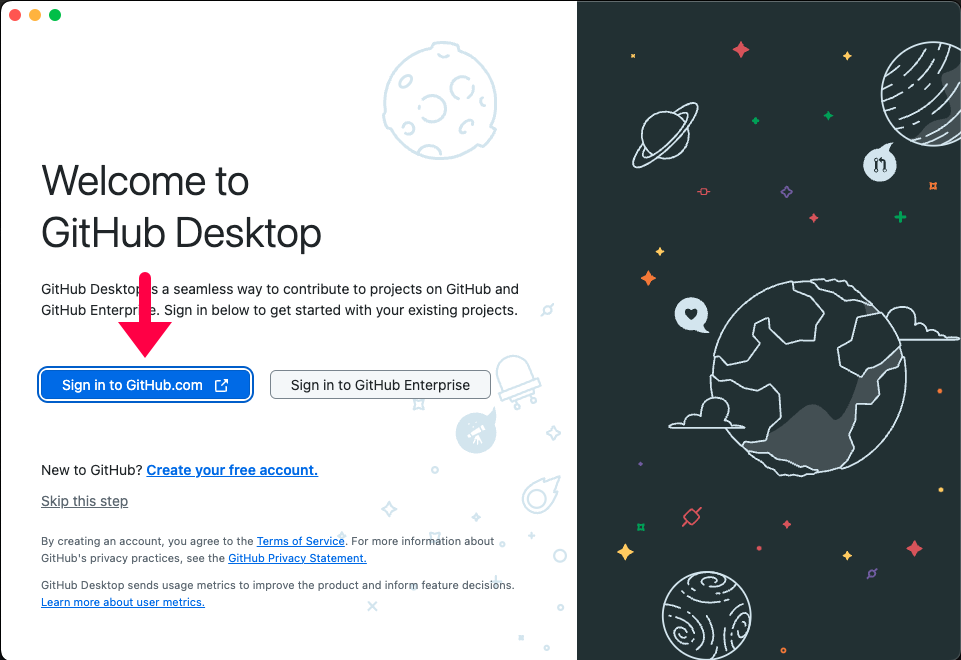 Welcome to
GitHub Desktop
GitHub Desktop is a seamless way to contribute to projects on GitHub and
GitHub Enterprise. Sign in below to get started with your existing projects.
Sign in to GitHub.com
Sign in to GitHub Enterprise
New to GitHub? Create your free account.
Skip this step
By creating an account, you agree to the Terms of Service. For more information about
GitHub's privacy practices, see the GitHub Privacy Statement.
GitHub Desktop sends usage metrics to improve the product and inform feature decisions.
Learn more about user metrics.